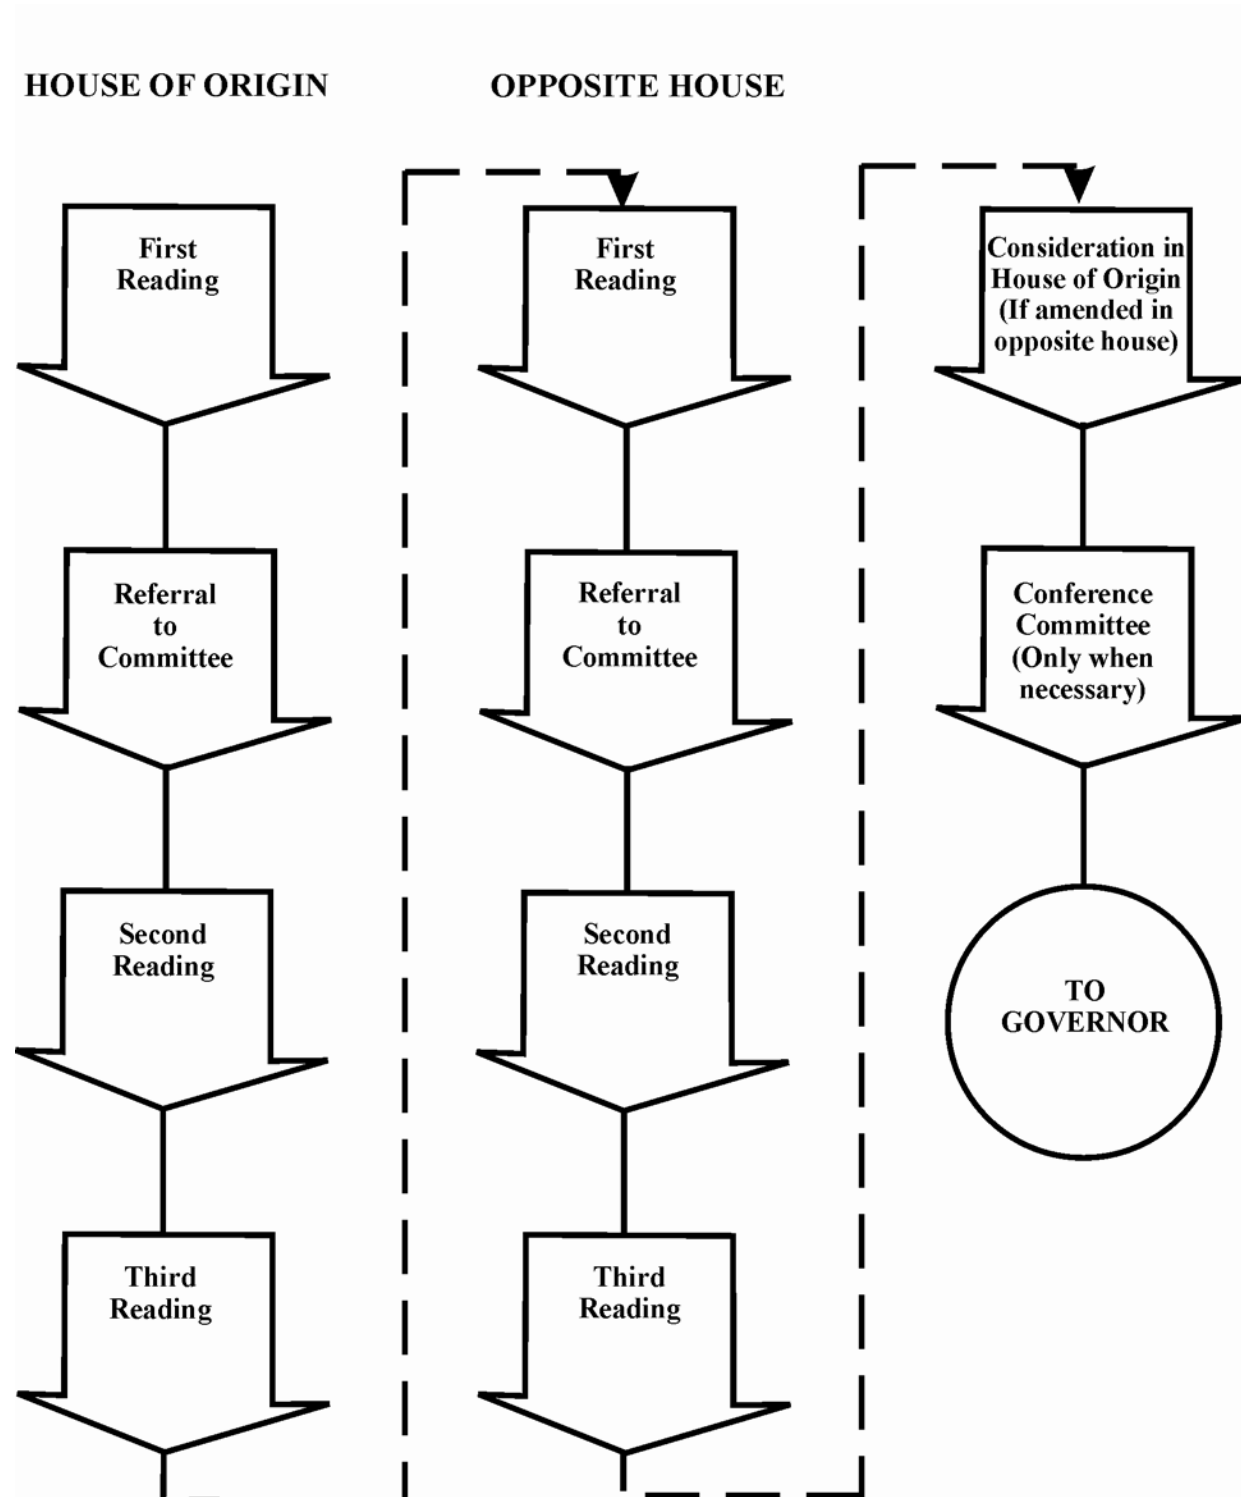 HOUSE OF ORIGIN
First
Reading
Referral
to
Committee
Second
Reading
Third
Reading
OPPOSITE HOUSE
First
Reading
Referral
to
Committee
Second
Reading
Third
Reading
Consideration in
House of Origin
(If amended in
opposite house)
Conference
Committee
(Only when
necessary)
TO
GOVERNOR